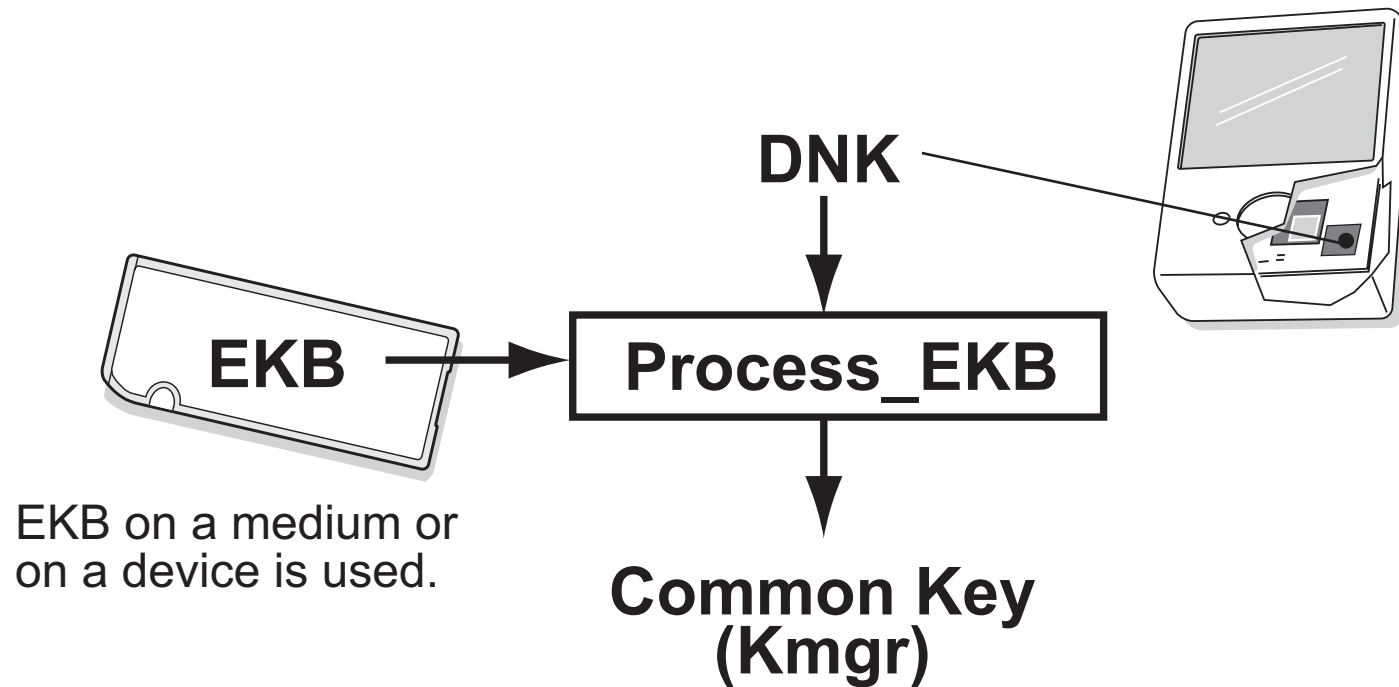 DNK
EKB
Process_EKB
EKB on a medium or
on a device is used.
Common Key
(Kmgr)